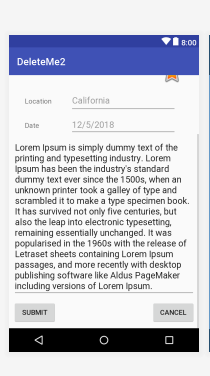 8:00
DeleteMe2
Location California
Date 12/5/2018
Lorem Ipsum is simply dummy text of the
printing and typesetting industry. Lorem
Ipsum has been the industry's standard
dummy text ever since the 1500s, when an
unknown printer took a galley of type and
scrambled it to make a type specimen book.
It has survived not only five centuries, but
also the leap into electronic typesetting,
remaining essentially unchanged. It was
popularised in the 1960s with the release of
Letraset sheets containing Lorem Ipsum
passages, and more recently with desktop
publishing software like Aldus PageMaker
including versions of Lorem Ipsum.
SUBMIT CANCEL